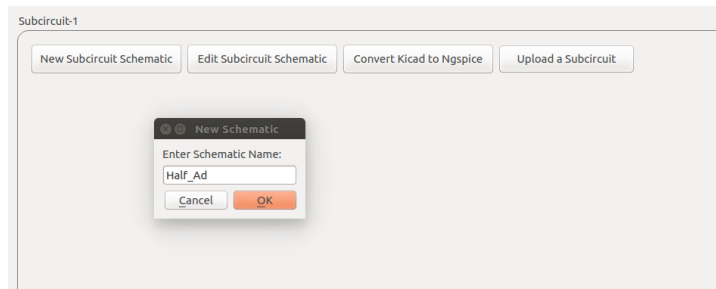 Subcircuit-1
New Subcircuit Schematic Edit Subcircuit Schematic Convert Kicad to Ngspice Upload a Subcircuit
New Schematic
Enter Schematic Name:
Half_Ad
Cancel OK